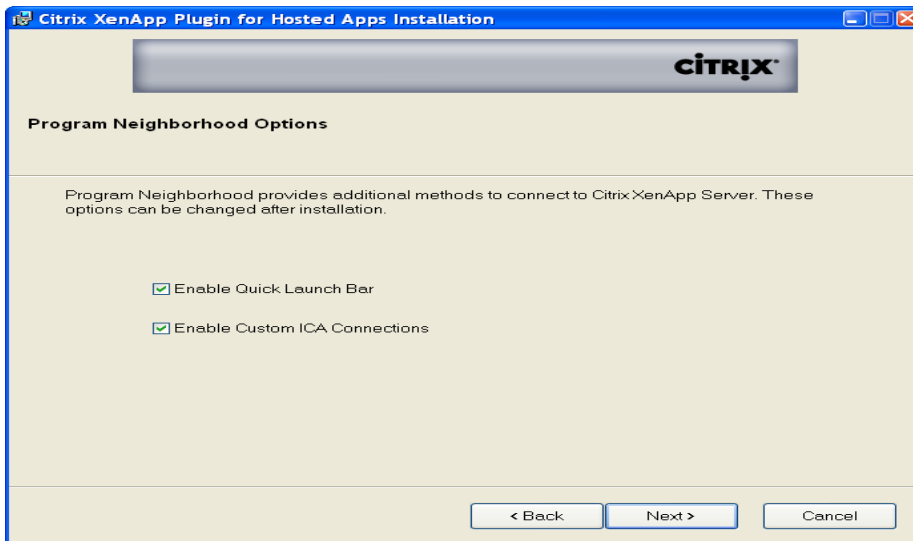 Citrix XenApp Plugin for Hosted Apps Installation
CİTRIX
Program Neighborhood Options
Program Neighborhood provides additional methods to connect to Citrix XenApp Server. These
options can be changed after installation.
Enable Quick Launch Bar
Enable Custom ICA Connections
< Back
Next >
Cancel